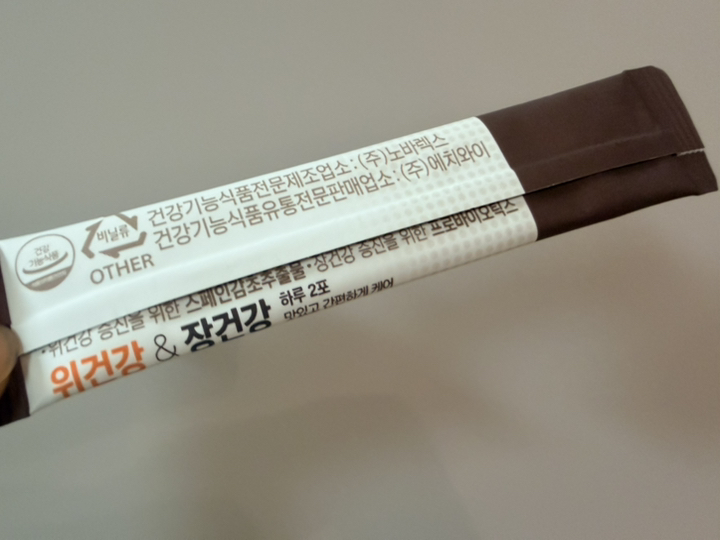 건강기능식품전문제조업소 : (주)노바렉스
건강기능식품유통전문판매업소 : (주)에치와이
건강
기능식품
비닐류
OTHER
• 위건강 증진을 위한 스페인감초추출물 • 장건강 증진을 위한 프로바이오틱스
위건강 & 장건강 하루 2포
맛있고 간편하게 케어